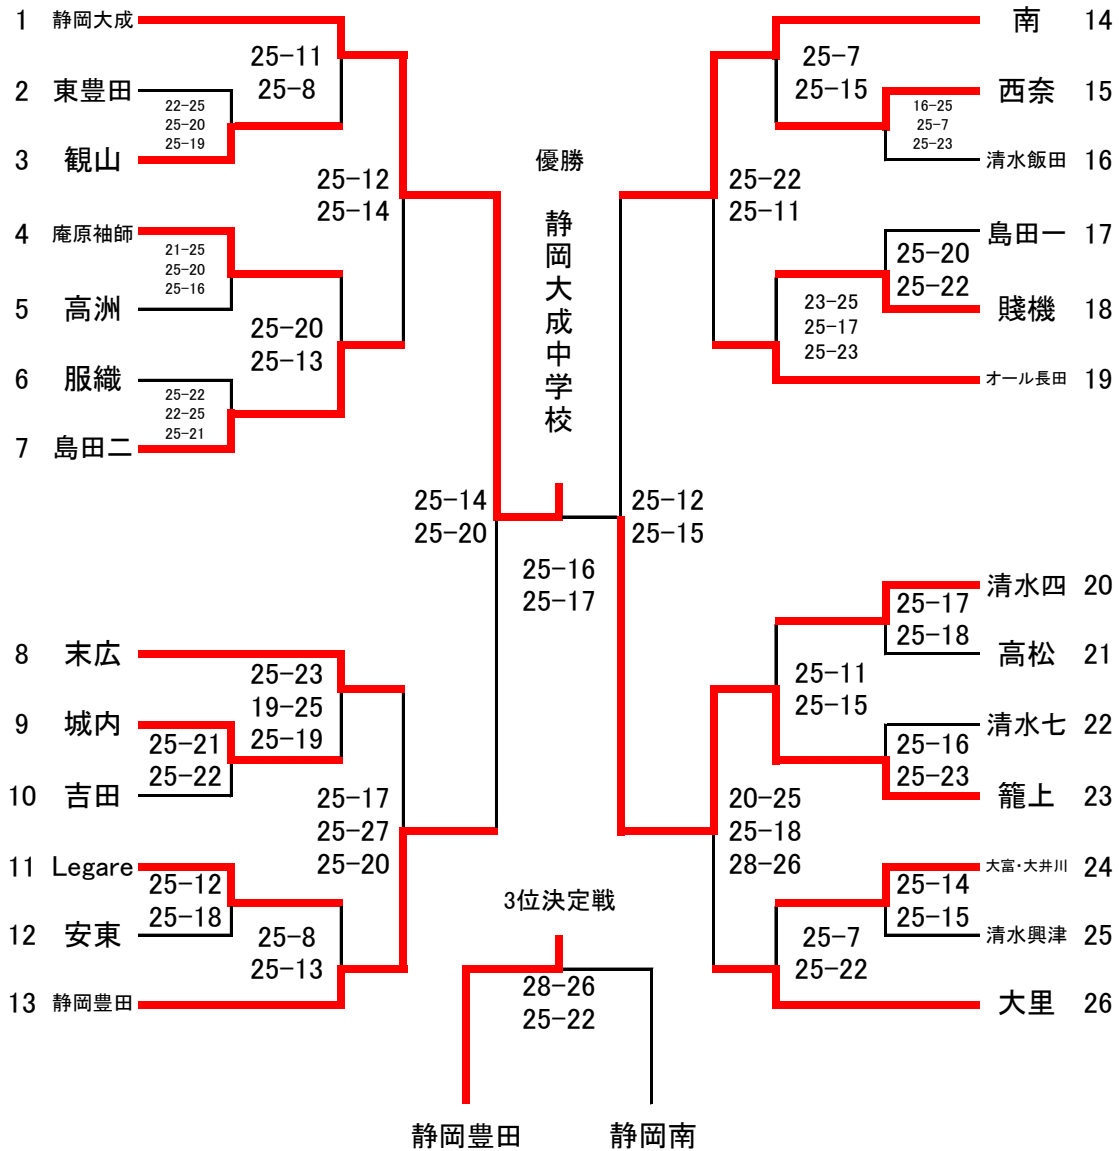 1 静岡大成
2 東豊田
3 観山
4 庵原袖師
5 高洲
6 服織
7 島田二
8 末広
9 城内
10 吉田
11 Legare
12 安東
13 静岡豊田
22-25
25-20
25-19
21-25
25-20
25-16
25-22
22-25
25-21
25-21
25-22
25-12
25-18
25-11
25-8
25-20
25-13
25-23
19-25
25-19
25-8
25-13
25-12
25-14
25-17
25-27
25-20
25-14
25-20
優勝
静岡大成中学校
25-16
25-17
3位決定戦
28-26
25-22
静岡豊田
静岡南
25-12
25-15
25-22
25-11
20-25
25-18
28-26
25-7
25-15
23-25
25-17
25-23
25-11
25-15
25-7
25-22
16-25
25-7
25-23
25-20
25-22
25-17
25-18
25-16
25-23
25-14
25-15
南 14
西奈 15
清水飯田 16
島田一 17
賤機 18
オール長田 19
清水四 20
高松 21
清水七 22
籠上 23
大富・大井川 24
清水興津 25
大里 26